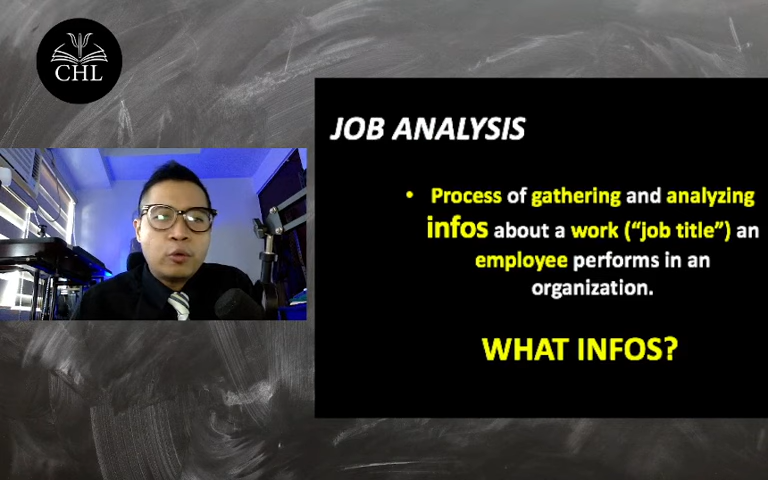 CHL
JOB ANALYSIS
• Process of gathering and analyzing
infos about a work (“job title”) an
employee performs in an
organization.
WHAT INFOS?